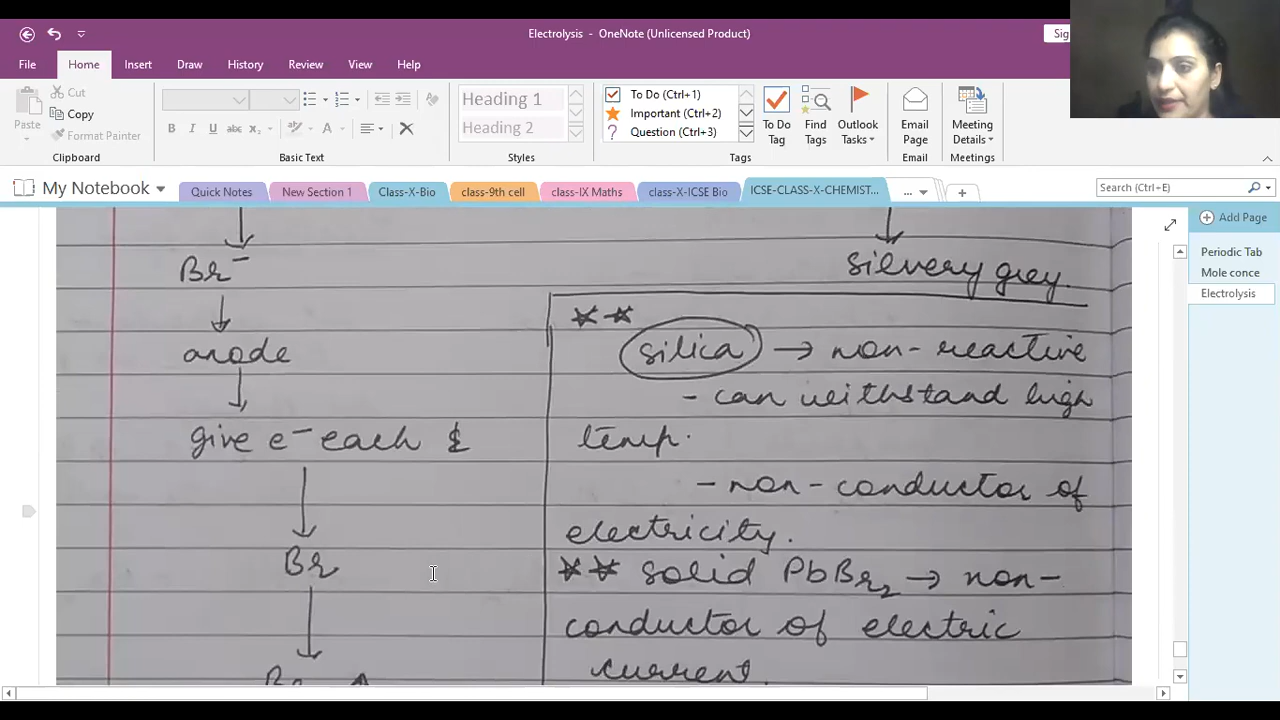 Electrolysis - OneNote (Unlicensed Product)
Sig
File Home Insert Draw History Review View Help
Paste
Cut
Copy
Format Painter
Clipboard
B I U abc x₂ A
Basic Text
Heading 1
Heading 2
Styles
To Do (Ctrl+1)
Important (Ctrl+2)
Question (Ctrl+3)
To Do Tag
Find Tags
Outlook Tasks
Tags
Email Page
Email
Meeting Details
Meetings
My Notebook
Quick Notes
New Section 1
Class-X-Bio
class-9th cell
class-IX Maths
class-X-ICSE Bio
ICSE-CLASS-X-CHEMIST...
...
Search (Ctrl+E)
Add Page
Periodic Tab
Mole conce
Electrolysis
Br⁻
anode
give e⁻ each &
Br
silvery grey.
silica → non-reactive
- can withstand high
temp.
- non-conductor of
electricity.
solid PbBr₂ → non-
conductor of electric
current.